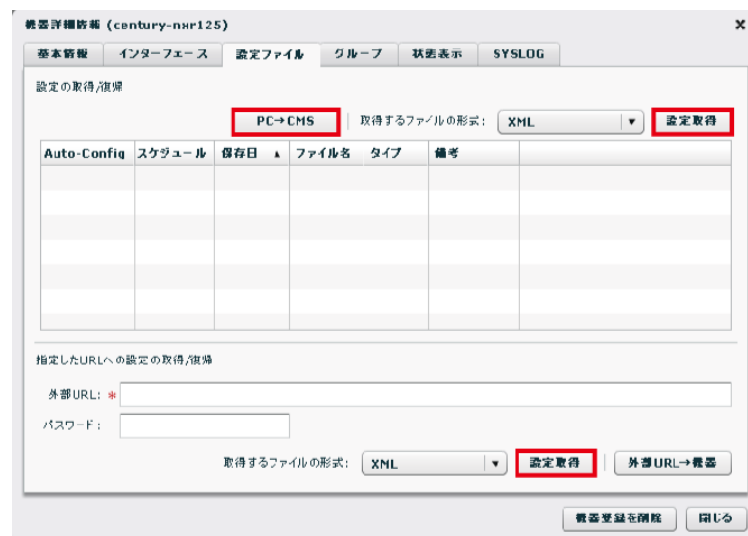 機器詳細情報 (century-nxr125)
×
基本情報 インターフェース 設定ファイル グループ 状態表示 SYSLOG
設定の取得/復帰
PC→CMS 取得するファイルの形式: XML ▼ 設定取得
Auto-Config スケジュール 保存日 ▲ ファイル名 タイプ 備考
指定したURLへの設定の取得/復帰
外部URL: *
パスワード:
取得するファイルの形式: XML ▼ 設定取得 外部URL→機器
機器登録を削除 閉じる